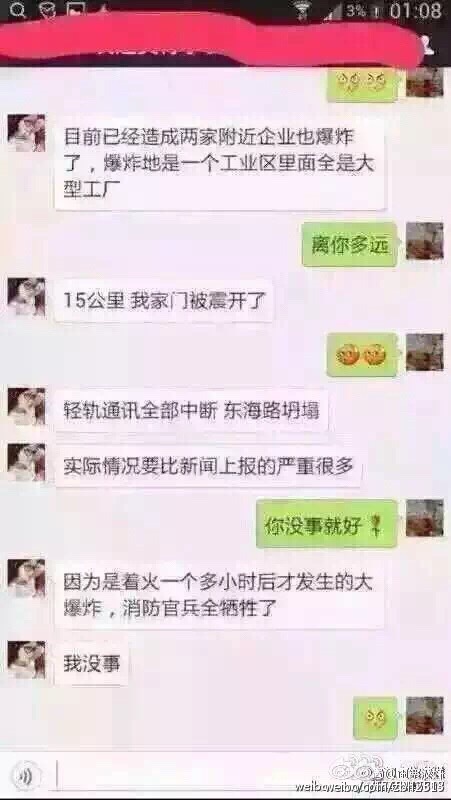 3%
01:08
目前已经造成两家附近企业也爆炸
了，爆炸地是一个工业区里面全是大
型工厂
离你多远
15公里 我家门被震开了
轻轨通讯全部中断 东海路坍塌
实际情况要比新闻上报的严重很多
你没事就好
因为是着火一个多小时后才发生的大
爆炸，消防官兵全牺牲了
我没事